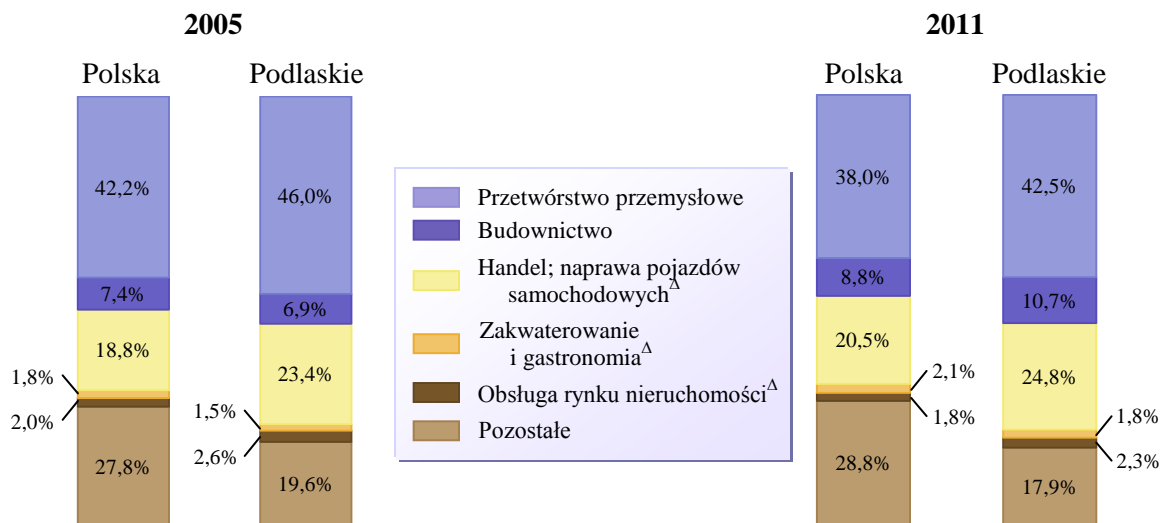 2005
Polska
Podlaskie
42,2%
7,4%
18,8%
1,8%
2,0%
27,8%
46,0%
6,9%
23,4%
1,5%
2,6%
19,6%
Przetwórstwo przemysłowe
Budownictwo
Handel; naprawa pojazdów
samochodowych^Δ
Zakwaterowanie
i gastronomia^Δ
Obsługa rynku nieruchomości^Δ
Pozostałe
2011
Polska
Podlaskie
38,0%
8,8%
20,5%
2,1%
1,8%
28,8%
42,5%
10,7%
24,8%
1,8%
2,3%
17,9%